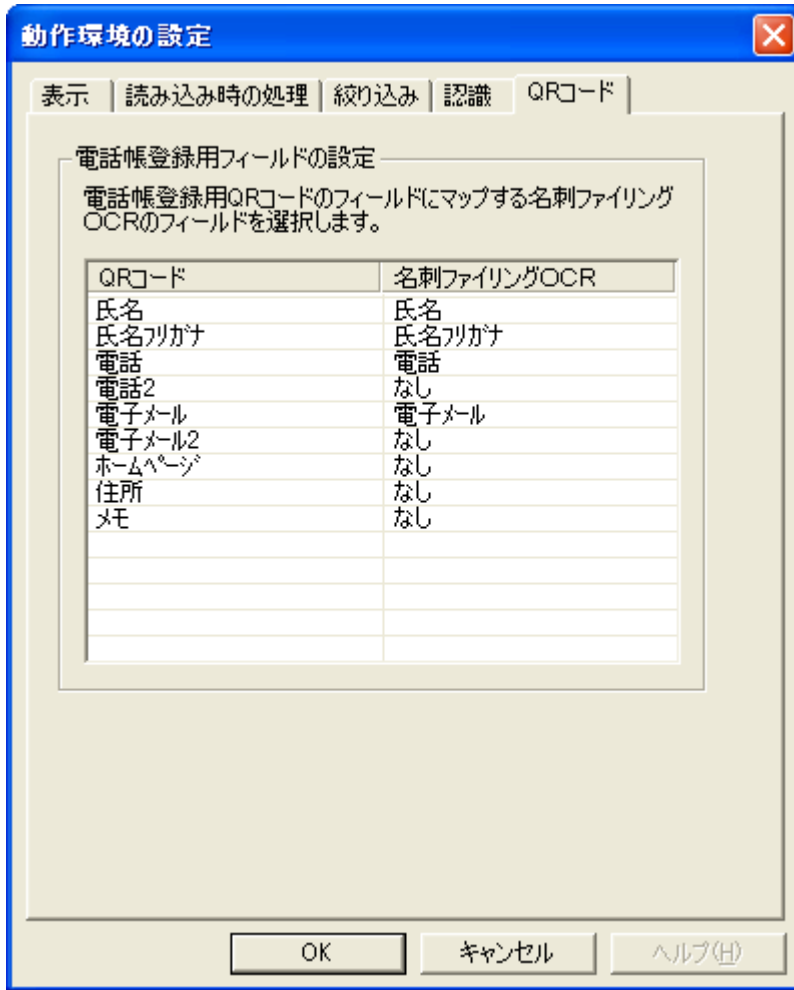 動作環境の設定
表示 読み込み時の処理 絞り込み 認識 QRコード
電話帳登録用フィールドの設定
電話帳登録用QRコードのフィールドにマップする名刺ファイリング
OCRのフィールドを選択します。
QRコード 名刺ファイリングOCR
氏名 氏名
氏名フリガナ 氏名フリガナ
電話 電話
電話2 なし
電子メール 電子メール
電子メール2 なし
ホームページ なし
住所 なし
メモ なし
OK キャンセル ヘルプ(H)